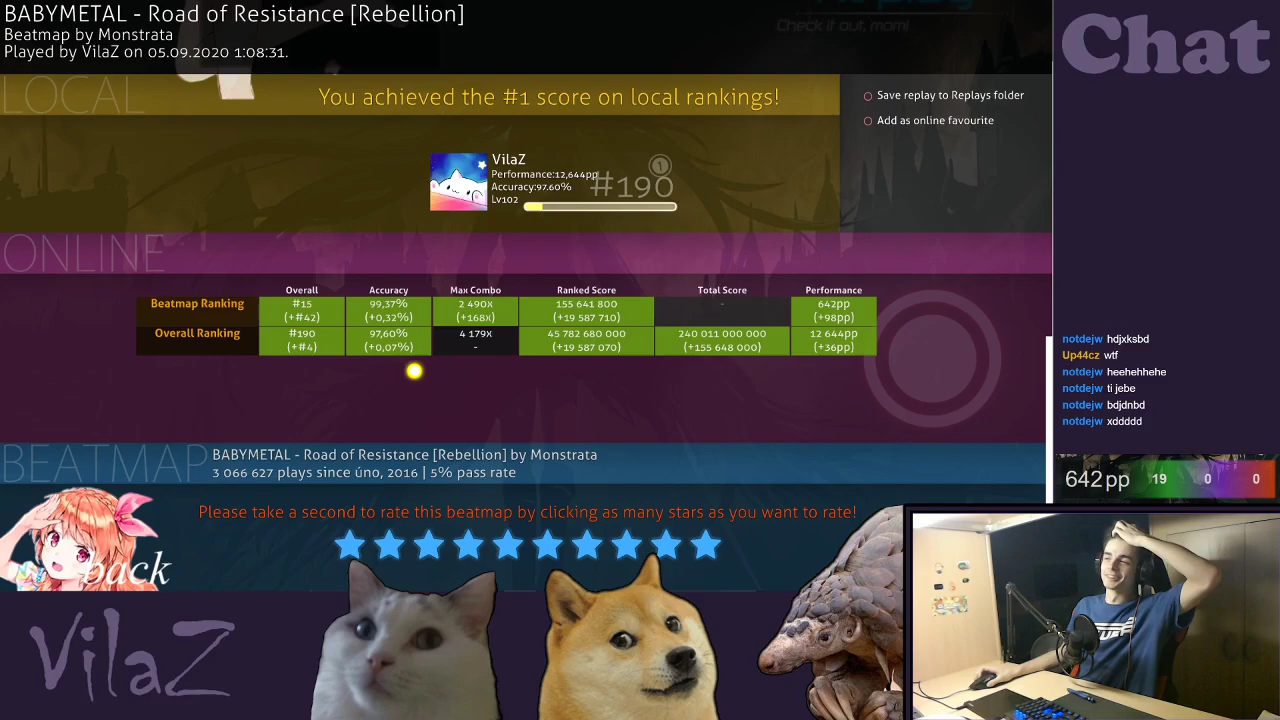 BABYMETAL - Road of Resistance [Rebellion]
Beatmap by Monstrata
Played by VilaZ on 05.09.2020 1:08:31.
Check it out, mom!
Chat
LOCAL
You achieved the #1 score on local rankings!
Save replay to Replays folder
Add as online favourite
VilaZ
Performance:12,644pp
Accuracy:97.60%
Lv102
#190
1
ONLINE
Overall Accuracy Max Combo Ranked Score Total Score Performance
Beatmap Ranking #15 99,37% 2 490x 155 641 800 - 642pp
(+#42) (+0,32%) (+168x) (+19 587 710) (+98pp)
Overall Ranking #190 97,60% 4 179x 45 782 680 000 240 011 000 000 12 644pp
(+#4) (+0,07%) - (+19 587 070) (+155 648 000) (+36pp)
notdejw hdjxksbd
Up44cz wtf
notdejw heehehhehe
notdejw ti jebe
notdejw bdjdnbd
notdejw xddddd
BEATMAP
BABYMETAL - Road of Resistance [Rebellion] by Monstrata
3 066 627 plays since úno, 2016 | 5% pass rate
642 pp 19 0 0
Please take a second to rate this beatmap by clicking as many stars as you want to rate!
back
VilaZ